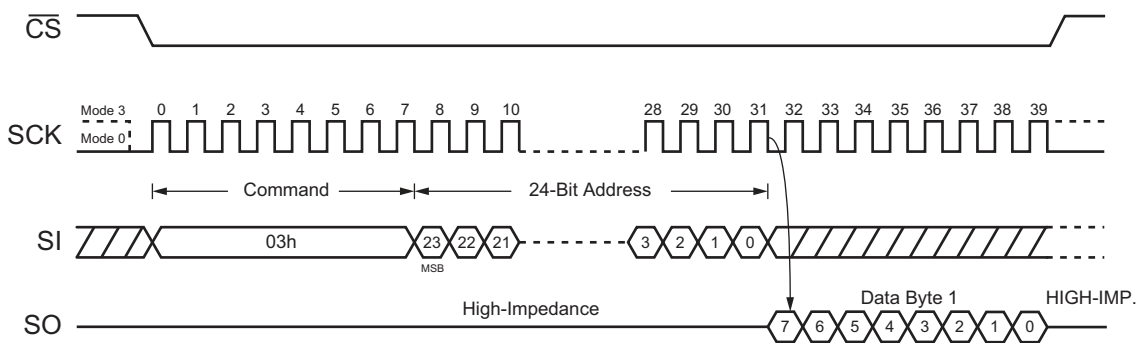 CS
Mode 3 0 1 2 3 4 5 6 7 8 9 10 28 29 30 31 32 33 34 35 36 37 38 39
SCK
Mode 0
Command 24-Bit Address
SI 03h 23 22 21 3 2 1 0
MSB
High-Impedance Data Byte 1 HIGH-IMP.
SO 7 6 5 4 3 2 1 0